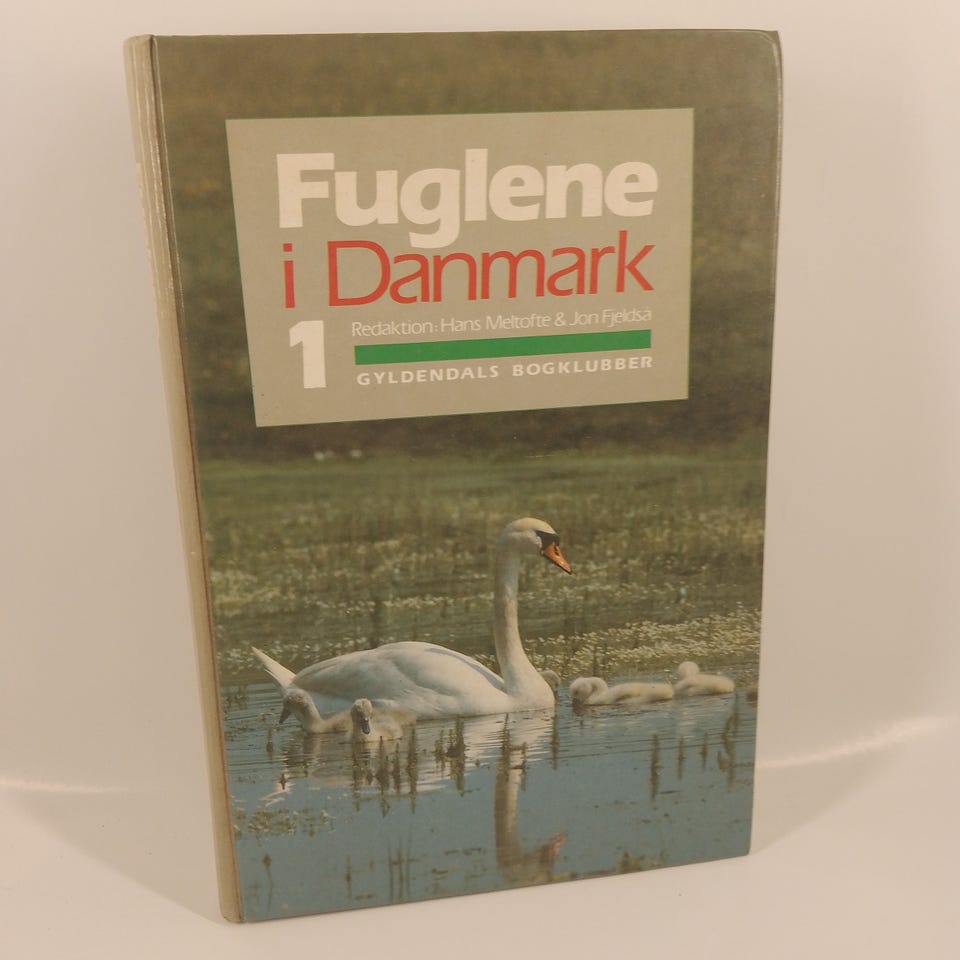 Fuglene
i Danmark
1
Redaktion: Hans Meltofte & Jon Fjeldså
GYLDENDALS BOGKLUBBER